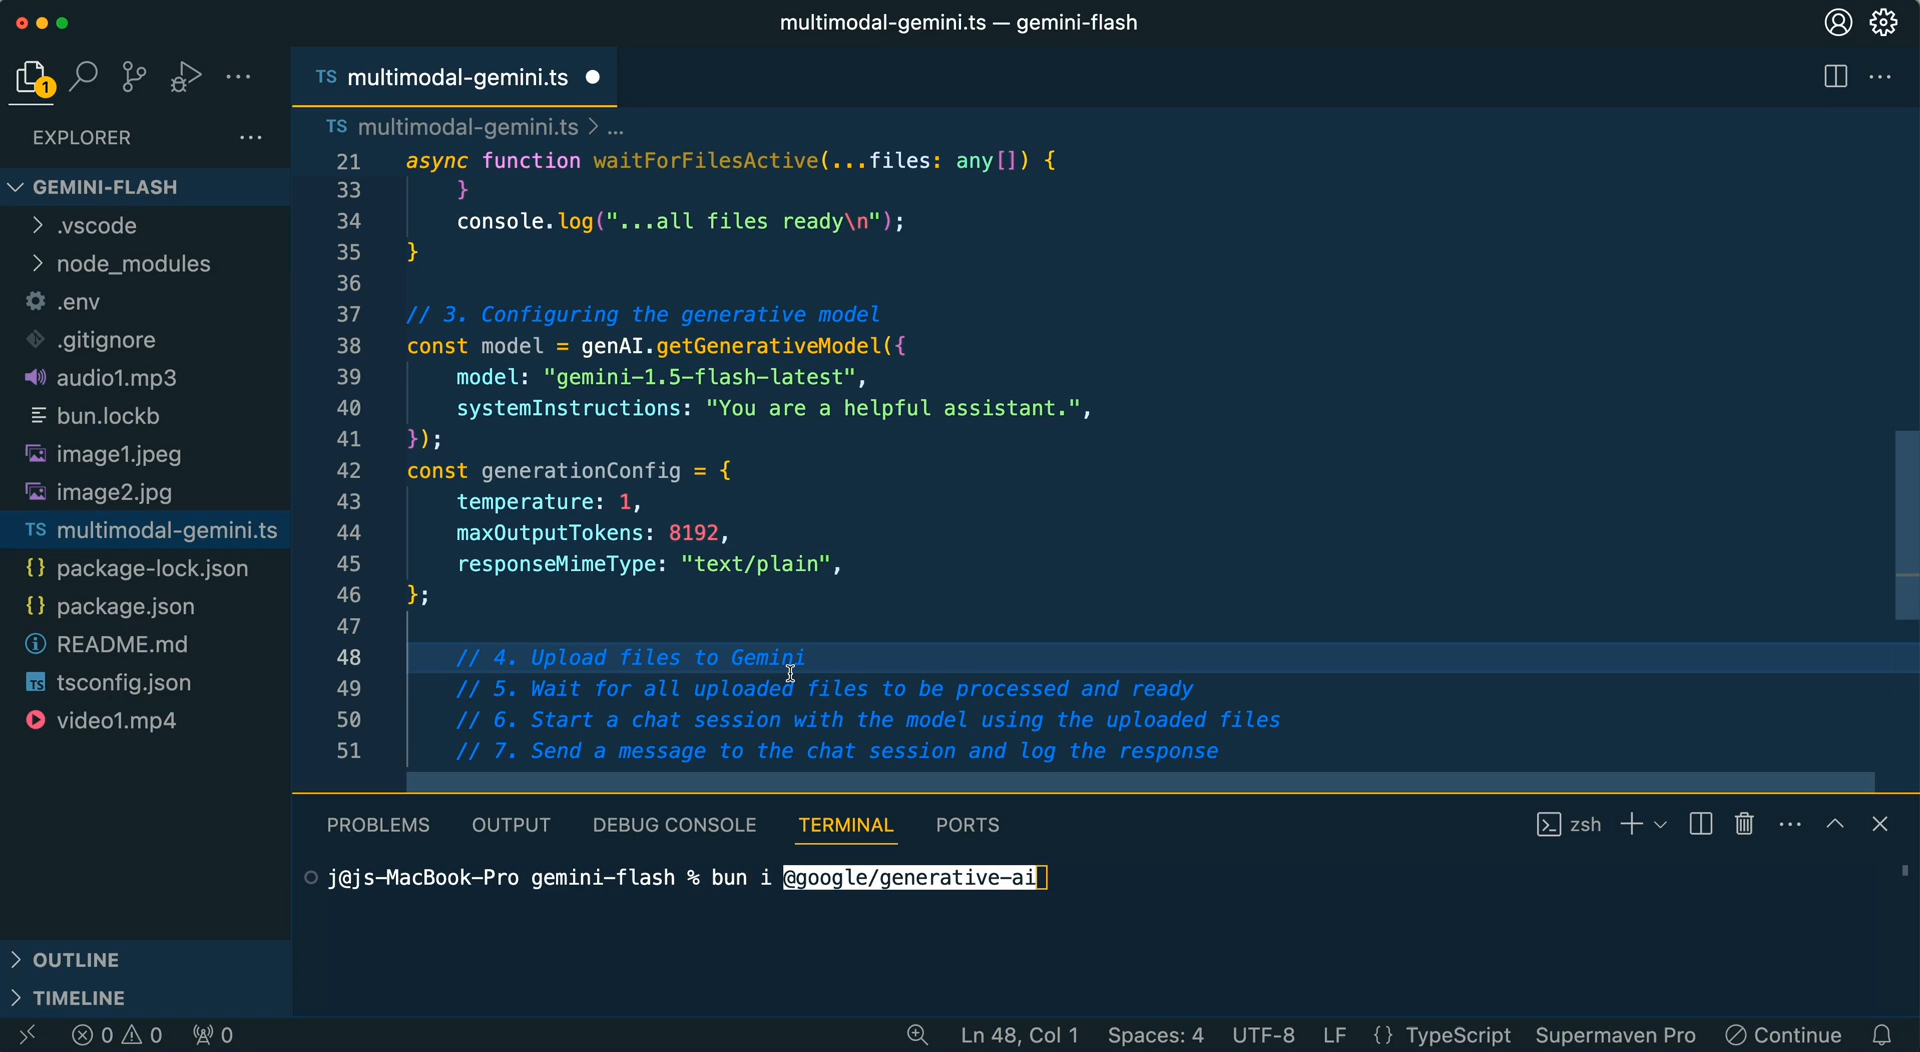 multimodal-gemini.ts — gemini-flash
1
TS multimodal-gemini.ts
EXPLORER
TS multimodal-gemini.ts > ...
GEMINI-FLASH
.vscode
node_modules
.env
.gitignore
audio1.mp3
bun.lockb
image1.jpeg
image2.jpg
TS multimodal-gemini.ts
{} package-lock.json
{} package.json
README.md
TS tsconfig.json
video1.mp4
OUTLINE
TIMELINE
21 async function waitForFilesActive(...files: any[]) {
33 }
34 console.log("...all files ready\n");
35 }
36
37 // 3. Configuring the generative model
38 const model = genAI.getGenerativeModel({
39 model: "gemini-1.5-flash-latest",
40 systemInstructions: "You are a helpful assistant.",
41 });
42 const generationConfig = {
43 temperature: 1,
44 maxOutputTokens: 8192,
45 responseMimeType: "text/plain",
46 };
47
48 // 4. Upload files to Gemini
49 // 5. Wait for all uploaded files to be processed and ready
50 // 6. Start a chat session with the model using the uploaded files
51 // 7. Send a message to the chat session and log the response
PROBLEMS OUTPUT DEBUG CONSOLE TERMINAL PORTS zsh
j@js-MacBook-Pro gemini-flash % bun i @google/generative-ai
0 0 0 Ln 48, Col 1 Spaces: 4 UTF-8 LF {} TypeScript Supermaven Pro Continue